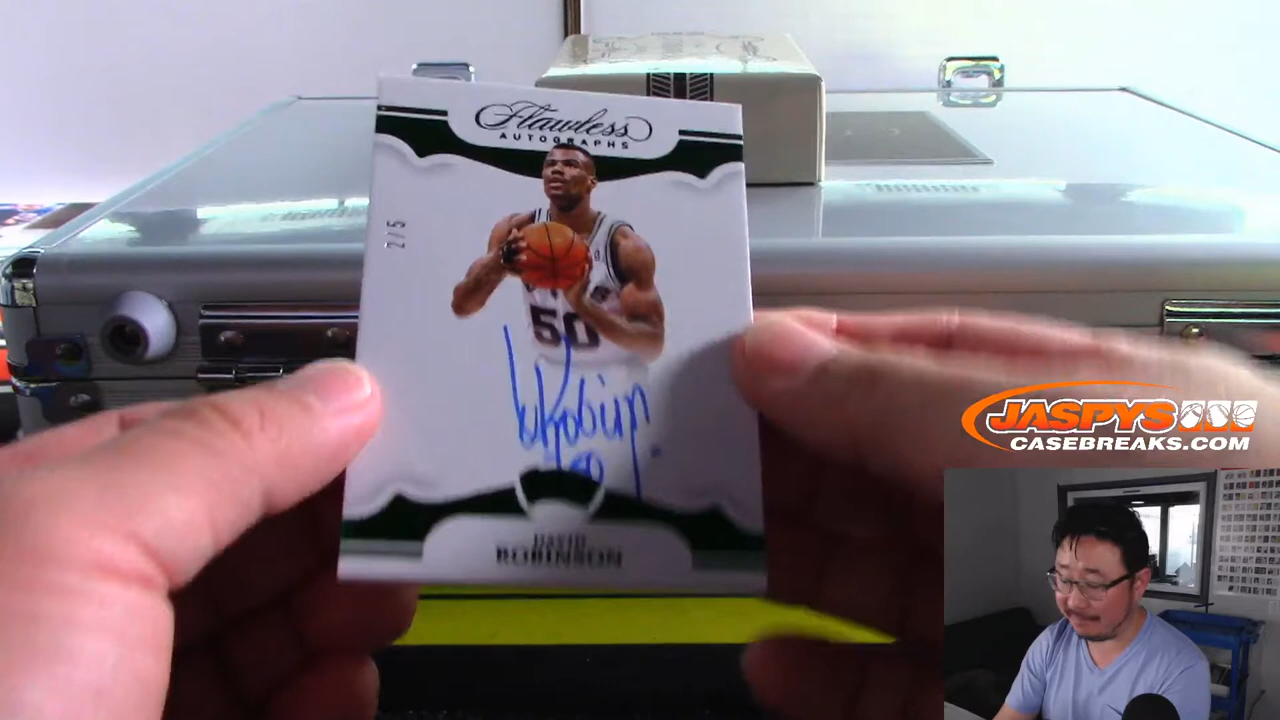 Flawless
AUTOGRAPHS
2/5
50
DAVID
ROBINSON
JASPYS
CASEBREAKS.COM